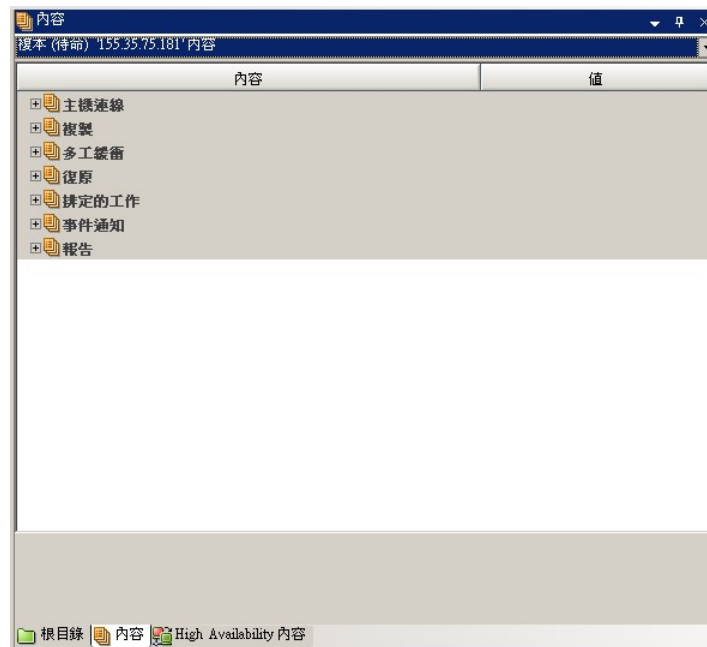 內容
複本 (待命) '155.35.75.181' 內容
內容 值
主機連線
複製
多工緩衝
復原
排定的工作
事件通知
報告
根目錄 內容 High Availability 內容